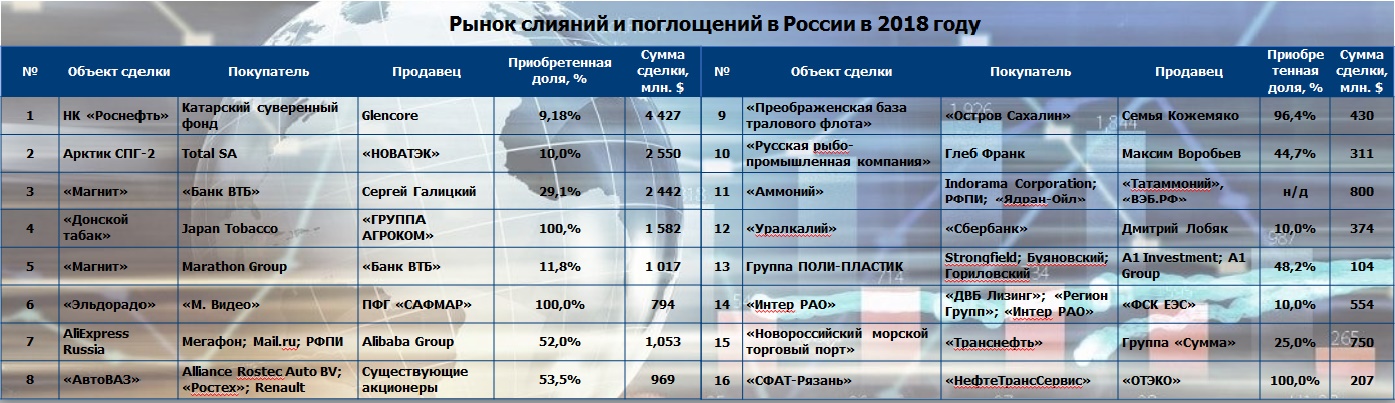 Рынок слияний и поглощений в России в 2018 году
№ Объект сделки Покупатель Продавец Приобретенная доля, % Сумма сделки, млн. $ № Объект сделки Покупатель Продавец Приобре тенная доля, % Сумма сделки, млн. $
1 НК «Роснефть» Катарский суверенный фонд Glencore 9,18% 4 427 9 «Преображенская база тралового флота» «Остров Сахалин» Семья Кожемяко 96,4% 430
2 Арктик СПГ-2 Total SA «НОВАТЭК» 10,0% 2 550 10 «Русская рыбо-промышленная компания» Глеб Франк Максим Воробьев 44,7% 311
3 «Магнит» «Банк ВТБ» Сергей Галицкий 29,1% 2 442 11 «Аммоний» Indorama Corporation; РФПИ; «Ядран-Ойл» «Татаммоний», «ВЭБ.РФ» н/д 800
4 «Донской табак» Japan Tobacco «ГРУППА АГРОКОМ» 100,% 1 582 12 «Уралкалий» «Сбербанк» Дмитрий Лобяк 10,0% 374
5 «Магнит» Marathon Group «Банк ВТБ» 11,8% 1 017 13 Группа ПОЛИ-ПЛАСТИК Strongfield; Буяновский; Гориловский A1 Investment; A1 Group 48,2% 104
6 «Эльдорадо» «М. Видео» ПФГ «САФМАР» 100,0% 794 14 «Интер РАО» «ДВБ Лизинг»; «Регион Групп»; «Интер РАО» «ФСК ЕЭС» 10,0% 554
7 AliExpress Russia Мегафон; Mail.ru; РФПИ Alibaba Group 52,0% 1,053 15 «Новороссийский морской торговый порт» «Транснефть» Группа «Сумма» 25,0% 750
8 «АвтоВАЗ» Alliance Rostec Auto BV; «Ростех»; Renault Существующие акционеры 53,5% 969 16 «СФАТ-Рязань» «НефтеТрансСервис» «ОТЭКО» 100,0% 207
1,926
1,844
987
714
265